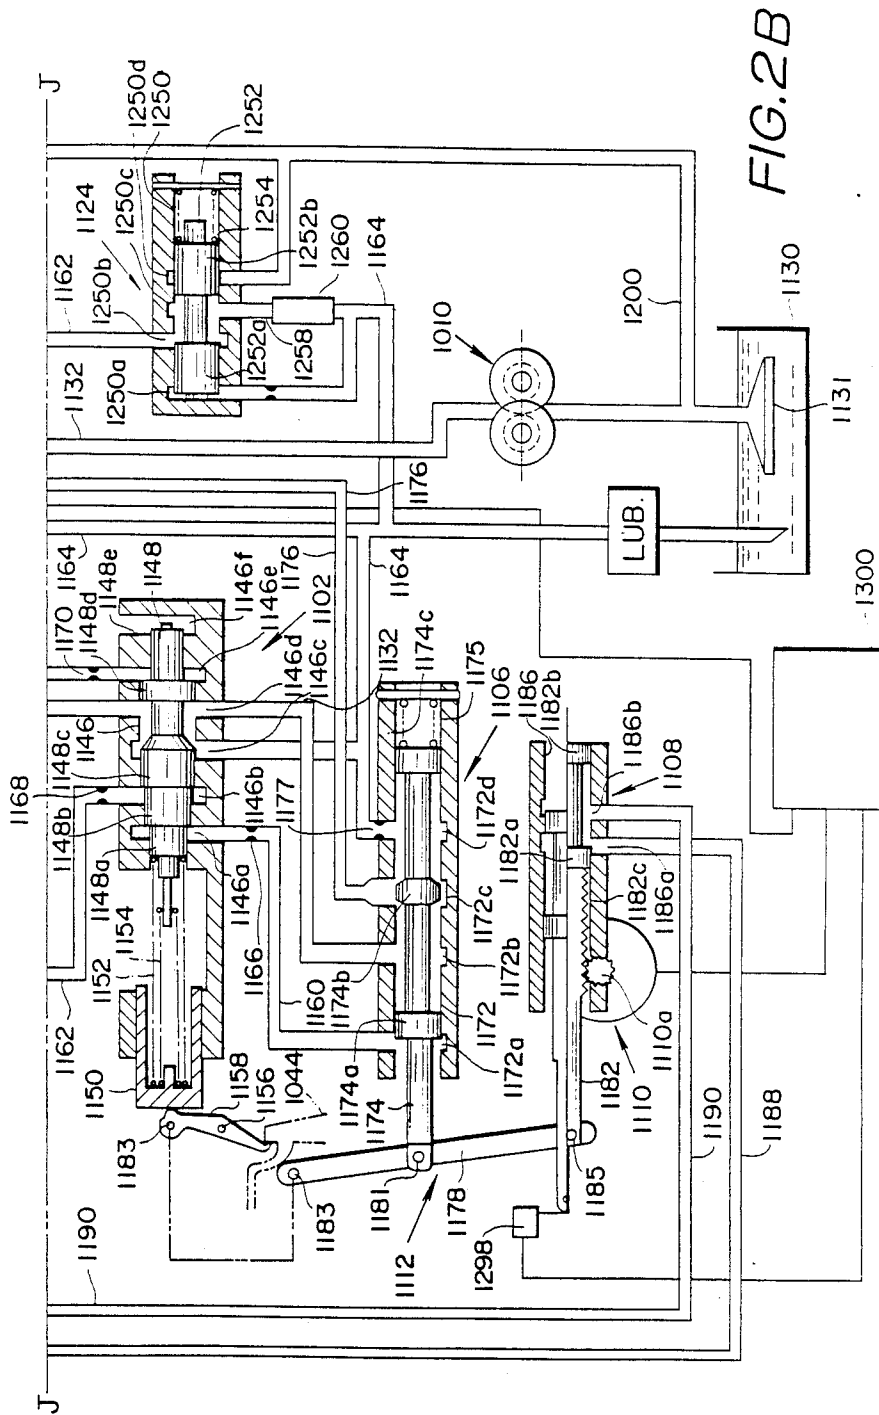 J
J
1132
1162
1250b
1124
1250c
1250
1250d
1252
1250a
1252a
1258
1252b
1254
1260
1164
1010
1200
1130
1131
LUB.
1176
1176
1164
1164
1168
1148b
1148c
1146
1170
1148d
1148e
1148
1146f
1146e
1102
1146d
1146c
1132
1148a
1154
1152
1162
1150
1146a
1146b
1166
1177
1160
1158
1156
1044
1183
1183
1174b
1174a
1174
1174c
1175
1106
1172
1172a
1172b
1172c
1172d
1186
1182b
1182a
1186b
1108
1182c
1186a
1110a
1110
1182
1181
1178
1112
1185
1298
1190
1190
1188
1300
FIG.2B